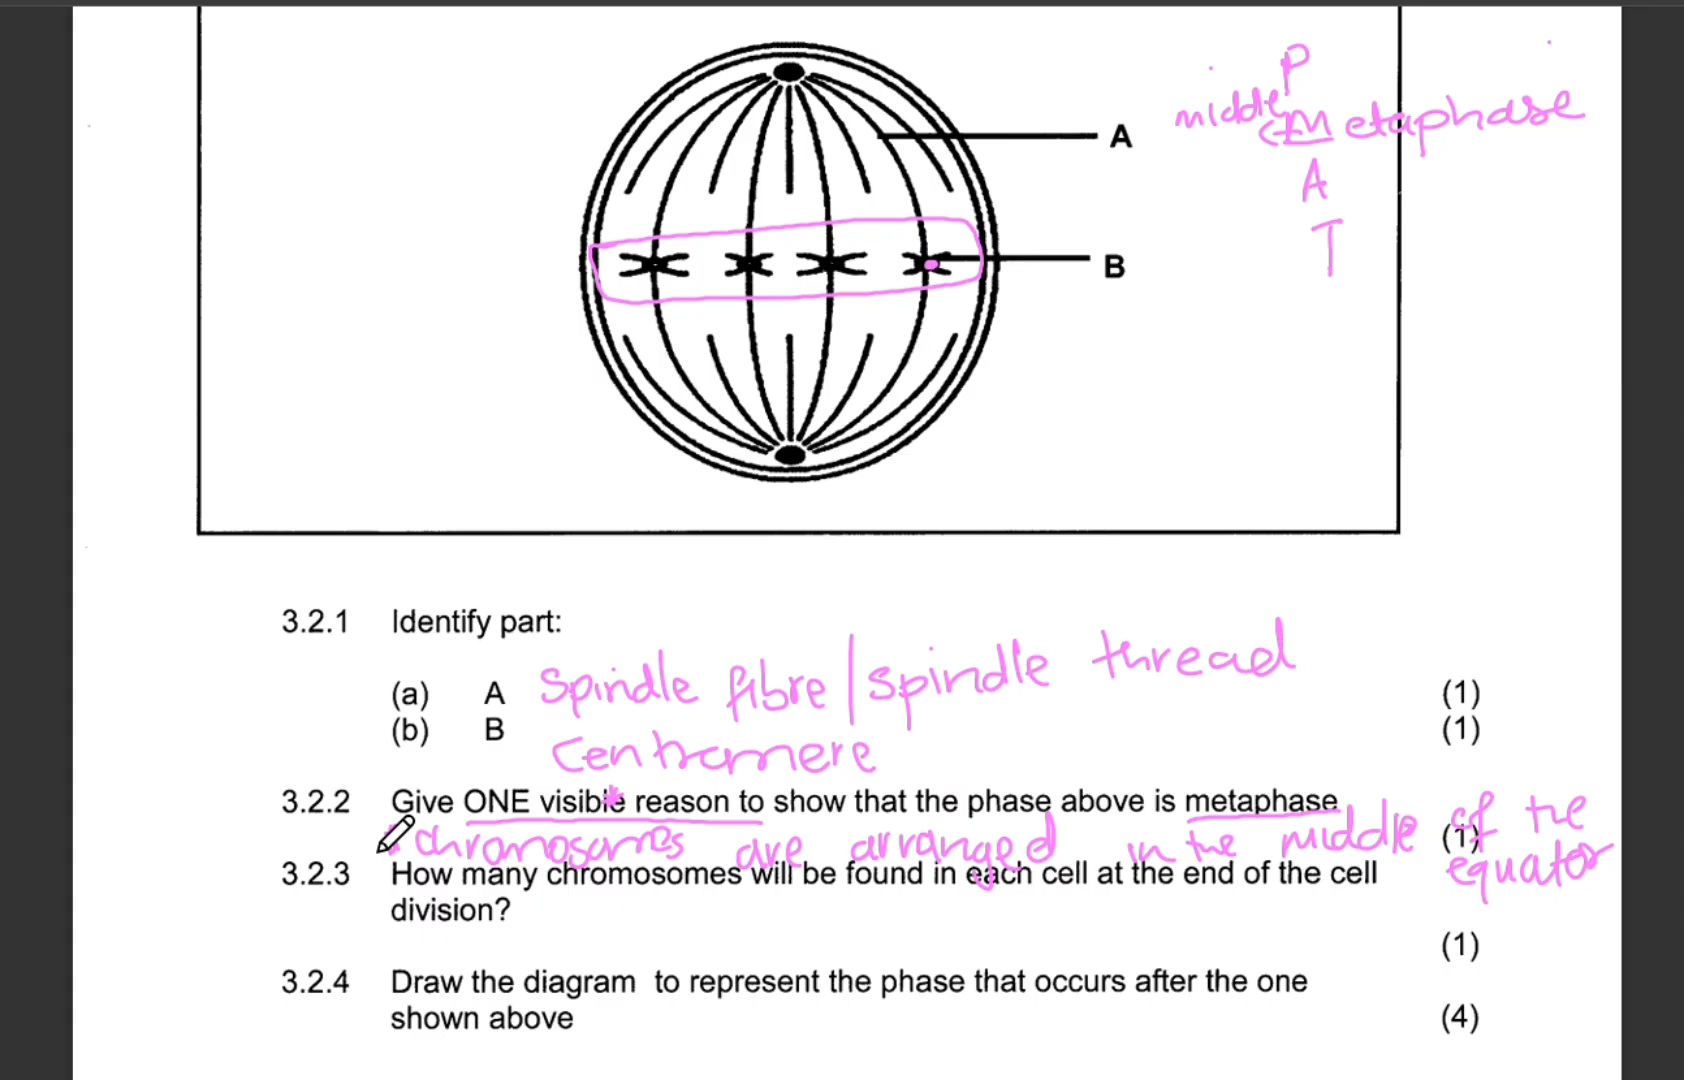 P
middle Metaphase
A
A
T
B
3.2.1 Identify part:
(a) A Spindle fibre/spindle thread (1)
(b) B (1)
Centromere
3.2.2 Give ONE visible reason to show that the phase above is metaphase
(1)
* chromosomes are arranged in the middle of the
equator
3.2.3 How many chromosomes will be found in each cell at the end of the cell
division?
(1)
3.2.4 Draw the diagram to represent the phase that occurs after the one
shown above (4)